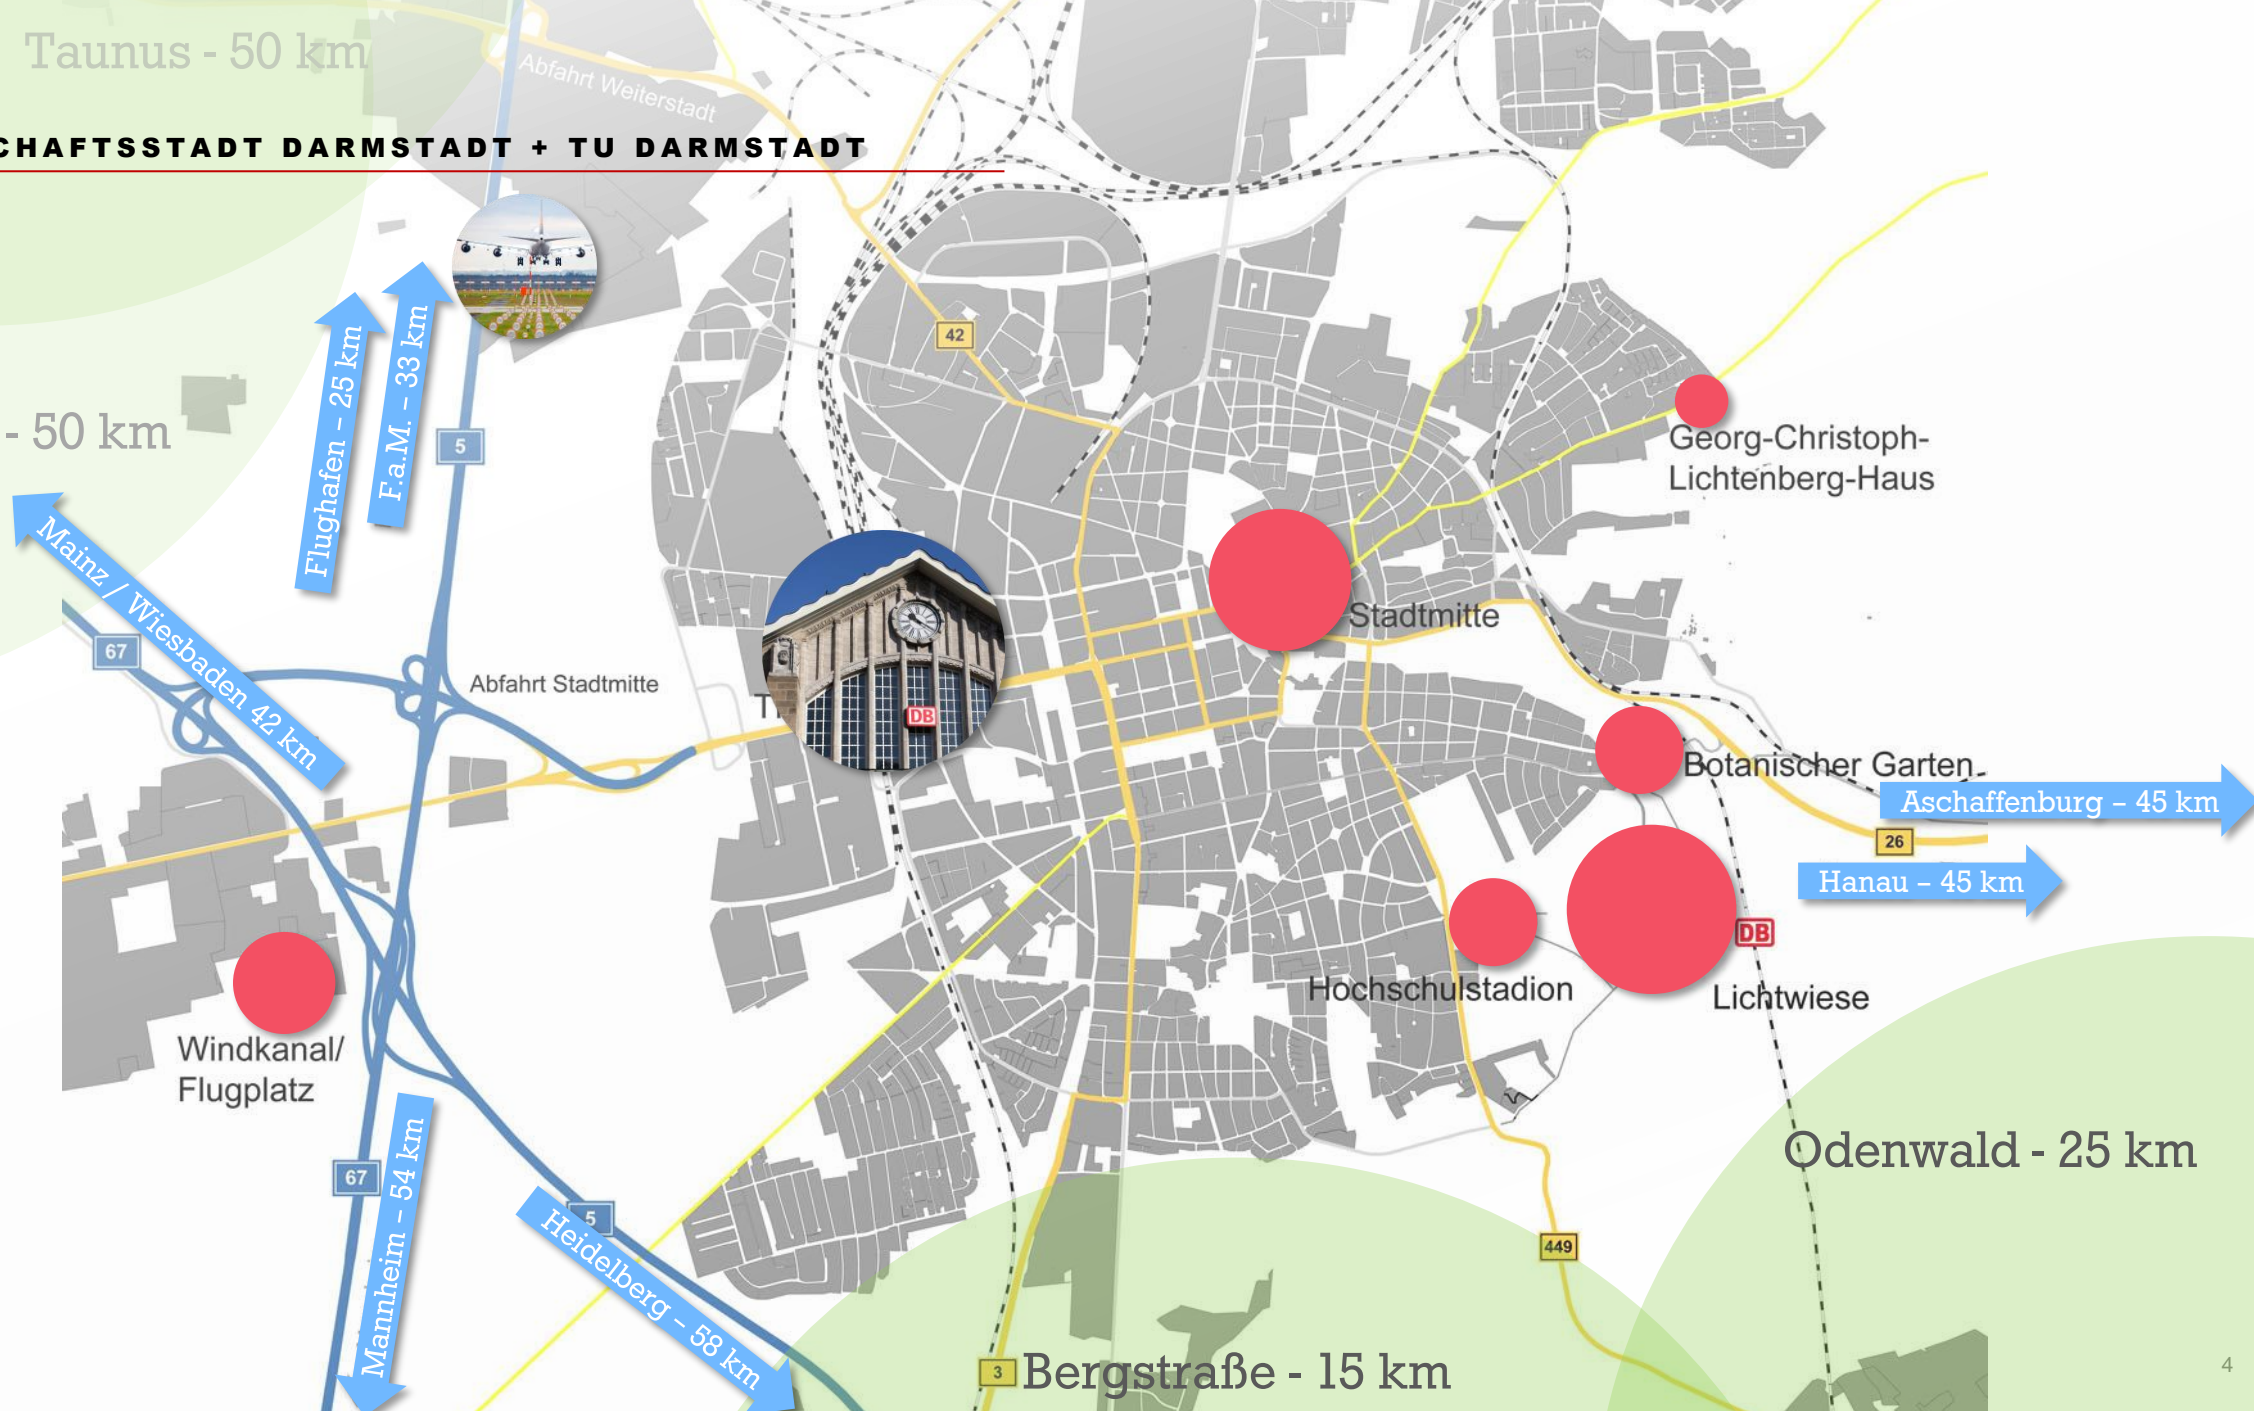 Taunus - 50 km
Abfahrt Weiterstadt
CHAFTSSTADT DARMSTADT + TU DARMSTADT
42
Flughafen – 25 km
F.a.M. – 33 km
5
- 50 km
Georg-Christoph-
Lichtenberg-Haus
Mainz / Wiesbaden 42 km
67
Stadtmitte
Abfahrt Stadtmitte
DB
Botanischer Garten
Aschaffenburg – 45 km
26
Hanau – 45 km
DB
Hochschulstadion
Lichtwiese
Windkanal/
Flugplatz
67
Mannheim – 54 km
5
Heidelberg – 58 km
Odenwald - 25 km
449
3
Bergstraße - 15 km
4